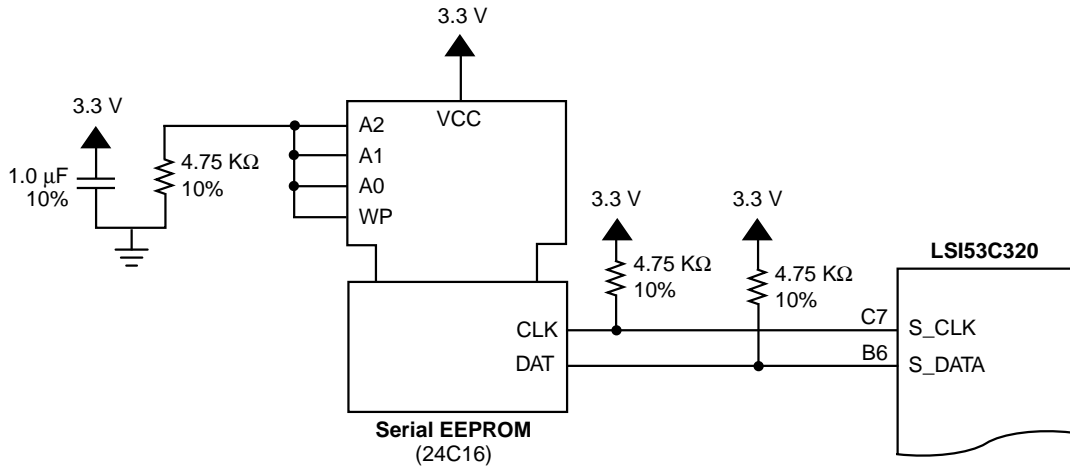 3.3 V
3.3 V
1.0 μF
10%
4.75 KΩ
10%
VCC
A2
A1
A0
WP
3.3 V
4.75 KΩ
10%
3.3 V
4.75 KΩ
10%
LSI53C320
CLK
C7
S_CLK
DAT
B6
S_DATA
Serial EEPROM
(24C16)